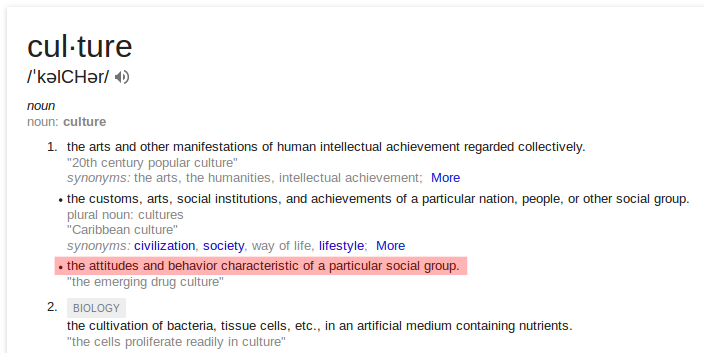 cul·ture
/ˈkəlCHər/
noun
noun: culture
1. the arts and other manifestations of human intellectual achievement regarded collectively.
"20th century popular culture"
synonyms: the arts, the humanities, intellectual achievement; More
• the customs, arts, social institutions, and achievements of a particular nation, people, or other social group.
plural noun: cultures
"Caribbean culture"
synonyms: civilization, society, way of life, lifestyle; More
• the attitudes and behavior characteristic of a particular social group.
"the emerging drug culture"
2. BIOLOGY
the cultivation of bacteria, tissue cells, etc., in an artificial medium containing nutrients.
"the cells proliferate readily in culture"